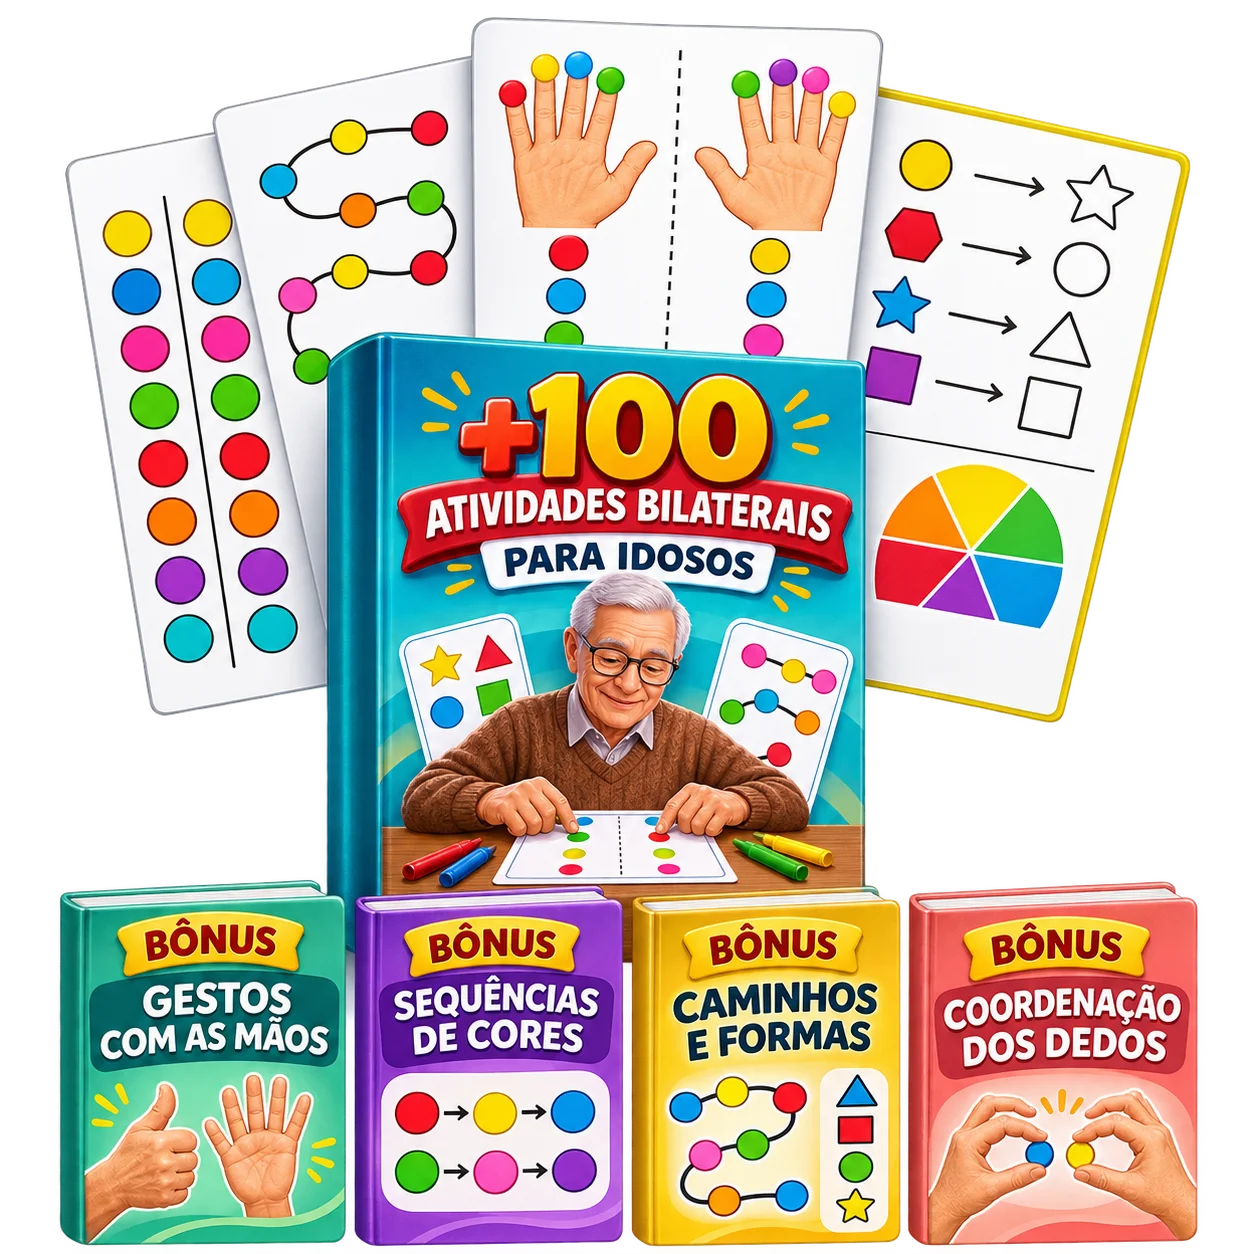 +100
ATIVIDADES BILATERAIS
PARA IDOSOS
BÔNUS
GESTOS
COM AS MÃOS
BÔNUS
SEQUÊNCIAS
DE CORES
BÔNUS
CAMINHOS
E FORMAS
BÔNUS
COORDENAÇÃO
DOS DEDOS